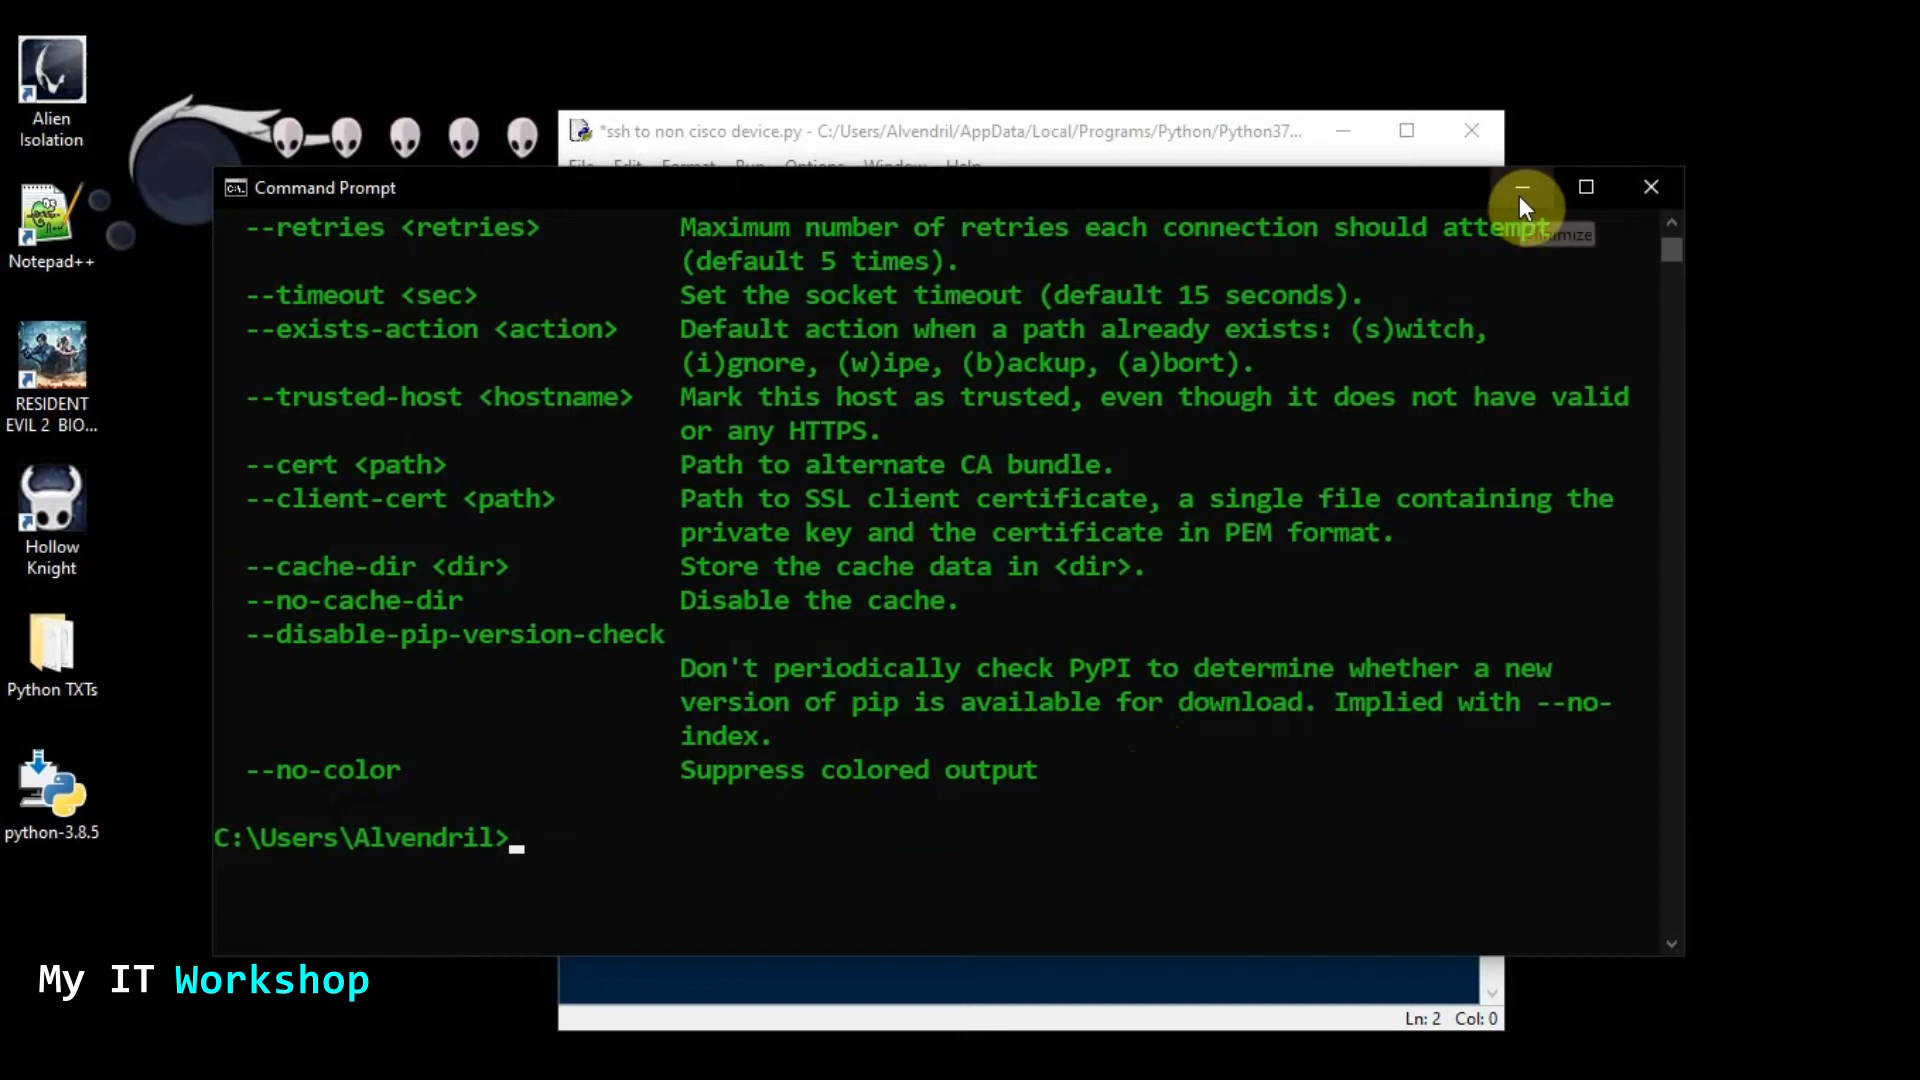 Alien
Isolation
Notepad++
RESIDENT
EVIL 2 BIO...
Hollow
Knight
Python TXTs
python-3.8.5
*ssh to non cisco device.py - C:/Users/Alvendril/AppData/Local/Programs/Python/Python37...
File Edit Format Run Options Window Help
Command Prompt
--retries <retries> Maximum number of retries each connection should attempt
(default 5 times).
--timeout <sec> Set the socket timeout (default 15 seconds).
--exists-action <action> Default action when a path already exists: (s)witch,
(i)gnore, (w)ipe, (b)ackup, (a)bort).
--trusted-host <hostname> Mark this host as trusted, even though it does not have valid
or any HTTPS.
--cert <path> Path to alternate CA bundle.
--client-cert <path> Path to SSL client certificate, a single file containing the
private key and the certificate in PEM format.
--cache-dir <dir> Store the cache data in <dir>.
--no-cache-dir Disable the cache.
--disable-pip-version-check
Don't periodically check PyPI to determine whether a new
version of pip is available for download. Implied with --no-
index.
--no-color Suppress colored output
C:\Users\Alvendril>
My IT Workshop
Ln: 2 Col: 0